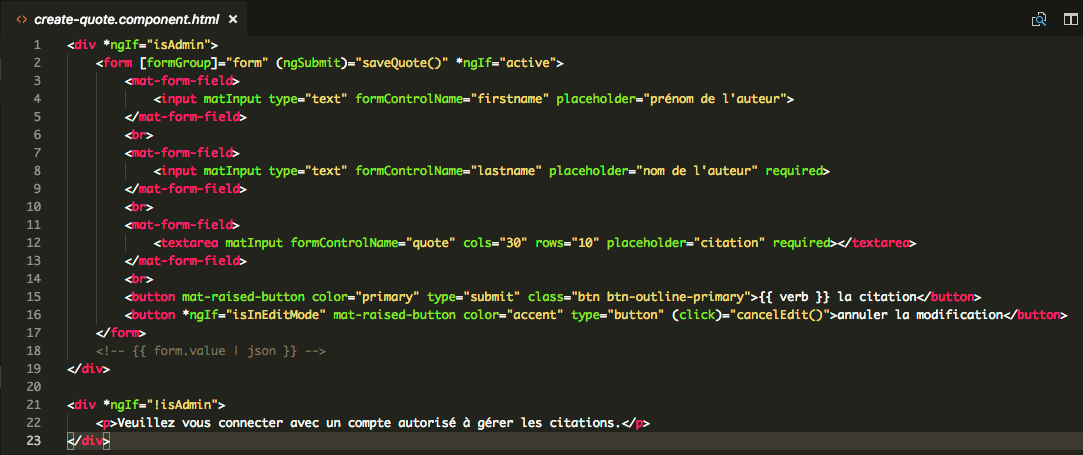 <> create-quote.component.html ×
1 <div *ngIf="isAdmin">
2     <form [formGroup]="form" (ngSubmit)="saveQuote()" *ngIf="active">
3         <mat-form-field>
4             <input matInput type="text" formControlName="firstname" placeholder="prénom de l'auteur">
5         </mat-form-field>
6         <br>
7         <mat-form-field>
8             <input matInput type="text" formControlName="lastname" placeholder="nom de l'auteur" required>
9         </mat-form-field>
10         <br>
11         <mat-form-field>
12             <textarea matInput formControlName="quote" cols="30" rows="10" placeholder="citation" required></textarea>
13         </mat-form-field>
14         <br>
15         <button mat-raised-button color="primary" type="submit" class="btn btn-outline-primary">{{ verb }} la citation</button>
16         <button *ngIf="isInEditMode" mat-raised-button color="accent" type="button" (click)="cancelEdit()">annuler la modification</button>
17     </form>
18     <!-- {{ form.value | json }} -->
19 </div>
20
21 <div *ngIf="!isAdmin">
22     <p>Veuillez vous connecter avec un compte autorisé à gérer les citations.</p>
23 </div>